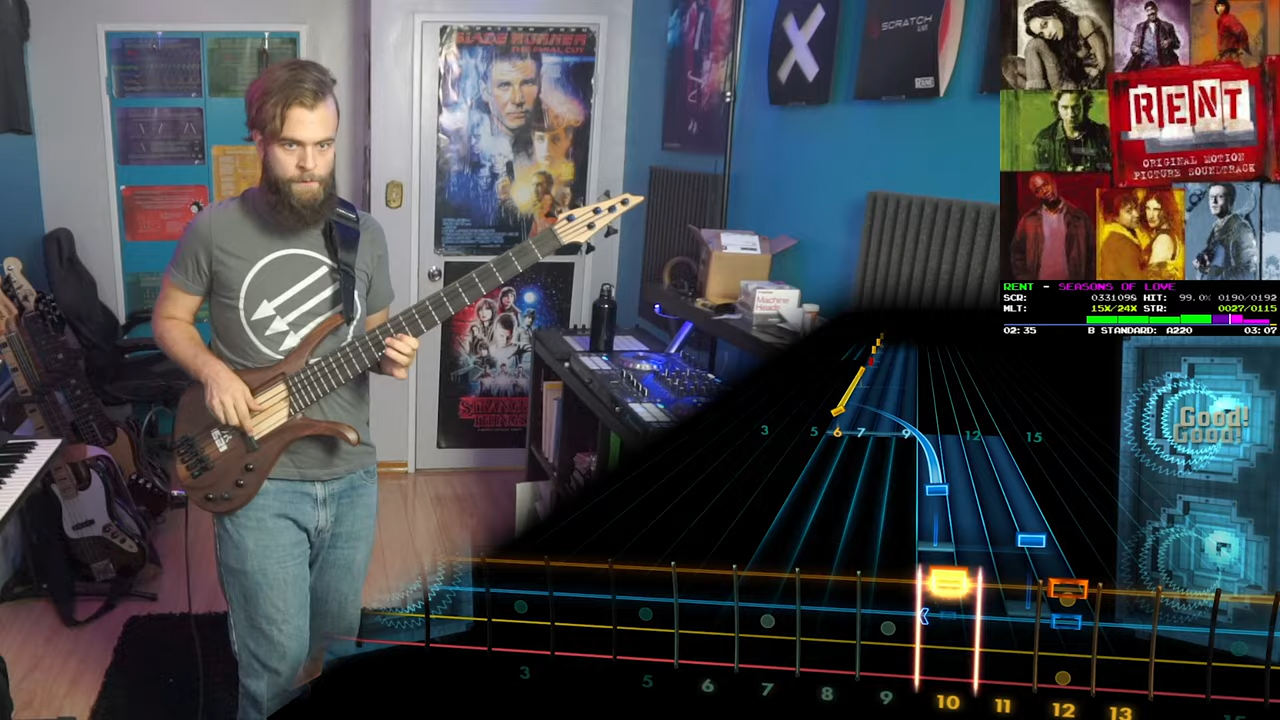 BLADE RUNNER
THE FINAL CUT
STRANGER
THINGS
X
SCRATCH
Machine
Heads
RENT
ORIGINAL MOTION
PICTURE SOUNDTRACK
RENT - SEASONS OF LOVE
SCR: 0331096 HIT: 99.0% 0190/0192
MLT: 15X/24X STR: 0027/0115
02:35 B STANDARD: A220 03:07
Good!
Good!
3 5 6 7 9 12 15
3 5 6 7 8 9 10 11 12 13